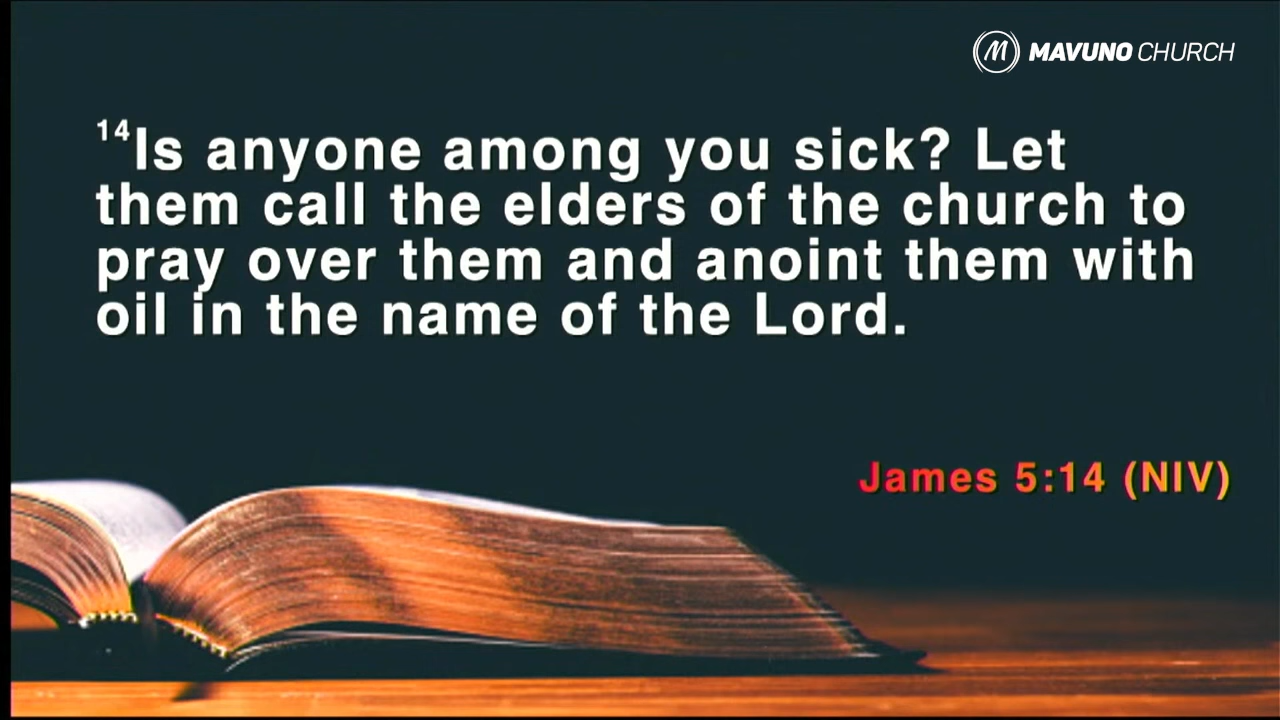 MAVUNO CHURCH
14Is anyone among you sick? Let
them call the elders of the church to
pray over them and anoint them with
oil in the name of the Lord.
James 5:14 (NIV)